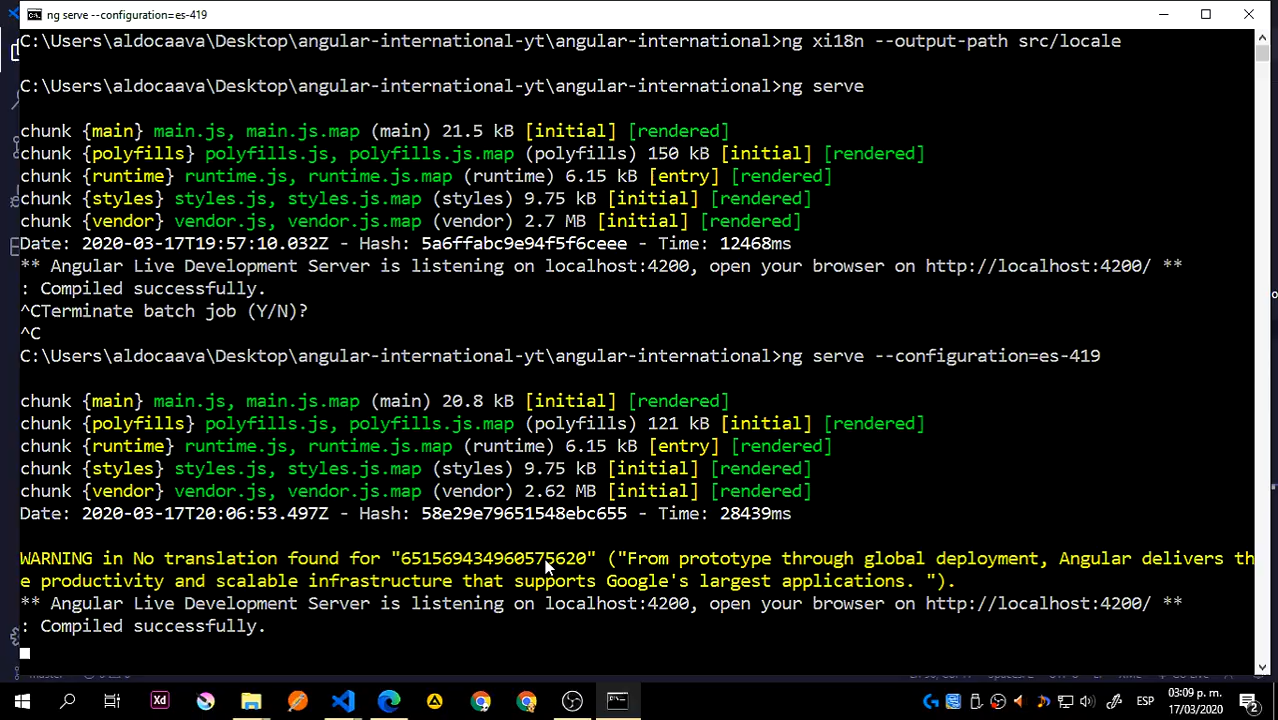 ng serve --configuration=es-419
C:\Users\aldocaava\Desktop\angular-international-yt\angular-international>ng xi18n --output-path src/locale
C:\Users\aldocaava\Desktop\angular-international-yt\angular-international>ng serve
chunk {main} main.js, main.js.map (main) 21.5 kB [initial] [rendered]
chunk {polyfills} polyfills.js, polyfills.js.map (polyfills) 150 kB [initial] [rendered]
chunk {runtime} runtime.js, runtime.js.map (runtime) 6.15 kB [entry] [rendered]
chunk {styles} styles.js, styles.js.map (styles) 9.75 kB [initial] [rendered]
chunk {vendor} vendor.js, vendor.js.map (vendor) 2.7 MB [initial] [rendered]
Date: 2020-03-17T19:57:10.032Z - Hash: 5a6ffabc9e94f5f6ceee - Time: 12468ms
** Angular Live Development Server is listening on localhost:4200, open your browser on http://localhost:4200/ **
: Compiled successfully.
^CTerminate batch job (Y/N)?
^C
C:\Users\aldocaava\Desktop\angular-international-yt\angular-international>ng serve --configuration=es-419
chunk {main} main.js, main.js.map (main) 20.8 kB [initial] [rendered]
chunk {polyfills} polyfills.js, polyfills.js.map (polyfills) 121 kB [initial] [rendered]
chunk {runtime} runtime.js, runtime.js.map (runtime) 6.15 kB [entry] [rendered]
chunk {styles} styles.js, styles.js.map (styles) 9.75 kB [initial] [rendered]
chunk {vendor} vendor.js, vendor.js.map (vendor) 2.62 MB [initial] [rendered]
Date: 2020-03-17T20:06:53.497Z - Hash: 58e29e79651548ebc655 - Time: 28439ms
WARNING in No translation found for "651569434960575620" ("From prototype through global deployment, Angular delivers th
e productivity and scalable infrastructure that supports Google's largest applications. ").
** Angular Live Development Server is listening on localhost:4200, open your browser on http://localhost:4200/ **
: Compiled successfully.
Xd
ESP
03:09 p. m.
17/03/2020
2